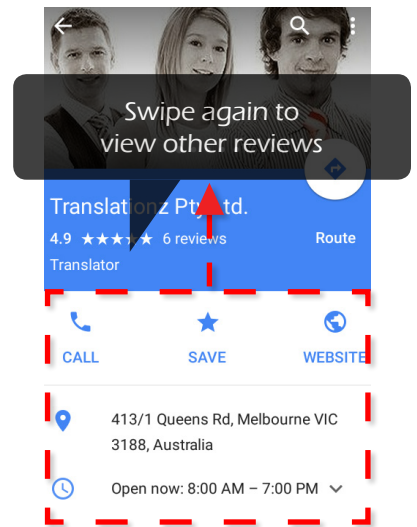 Swipe again to
view other reviews
Translationz Pty Ltd.
4.9 6 reviews
Route
Translator
CALL SAVE WEBSITE
413/1 Queens Rd, Melbourne VIC
3188, Australia
Open now: 8:00 AM – 7:00 PM